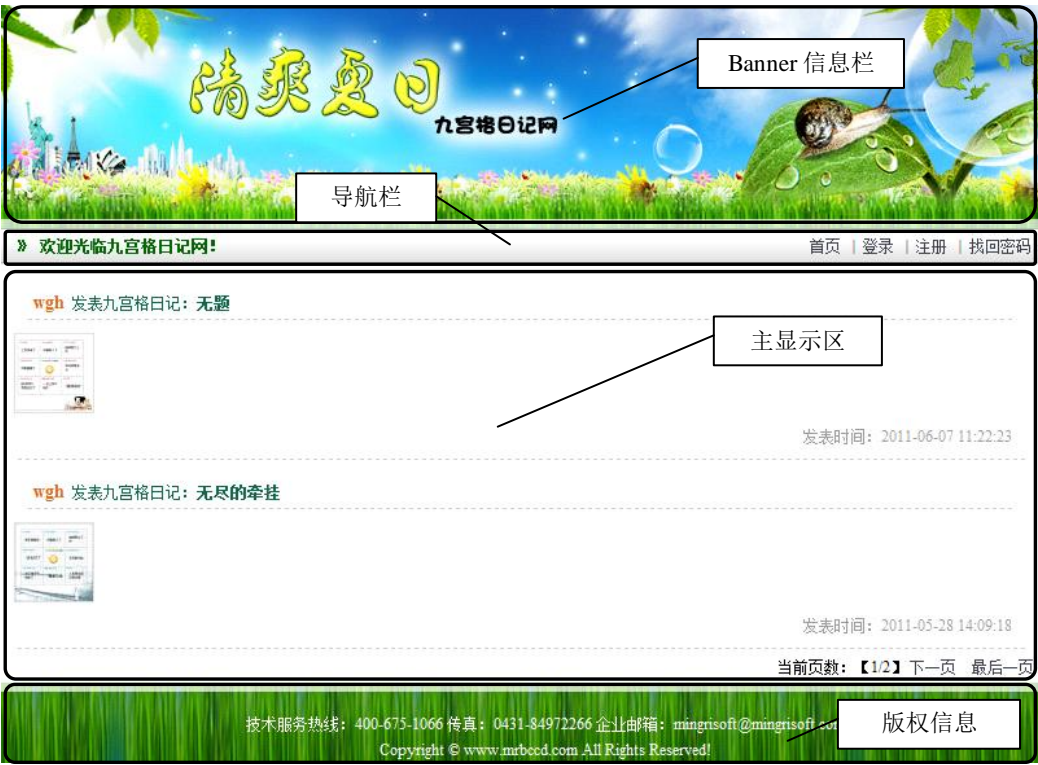 清爽夏日
九宫格日记网
Banner 信息栏
导航栏
》 欢迎光临九宫格日记网！ 首页 | 登录 | 注册 | 找回密码
wgh 发表九宫格日记：无题
主显示区
发表时间：2011-06-07 11:22:23
wgh 发表九宫格日记：无尽的牵挂
发表时间：2011-05-28 14:09:18
当前页数：【1/2】下一页 最后一页
技术服务热线：400-675-1066 传真：0431-84972266 企业邮箱：mingrisoft@mingrisoft.co
版权信息
Copyright © www.mrbccd.com All Rights Reserved!